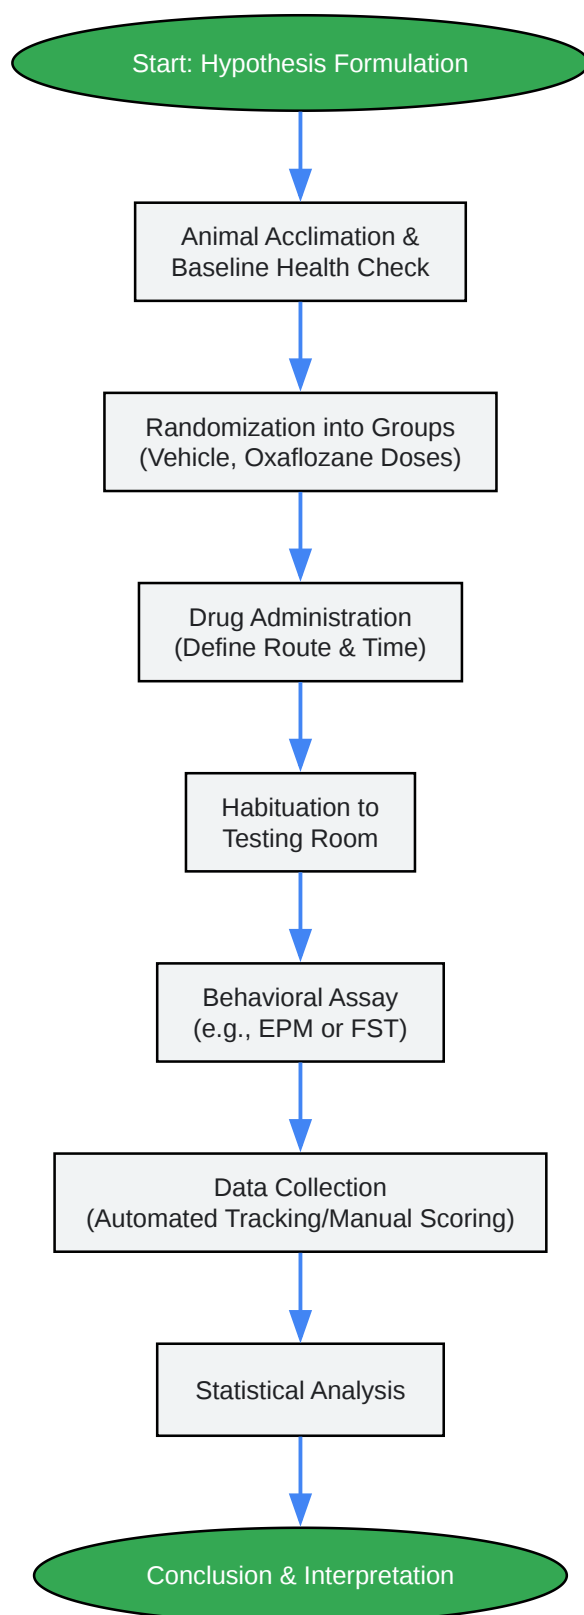 Start: Hypothesis Formulation
Animal Acclimation &
Baseline Health Check
Randomization into Groups
(Vehicle, Oxaflozane Doses)
Drug Administration
(Define Route & Time)
Habituation to
Testing Room
Behavioral Assay
(e.g., EPM or FST)
Data Collection
(Automated Tracking/Manual Scoring)
Statistical Analysis
Conclusion & Interpretation